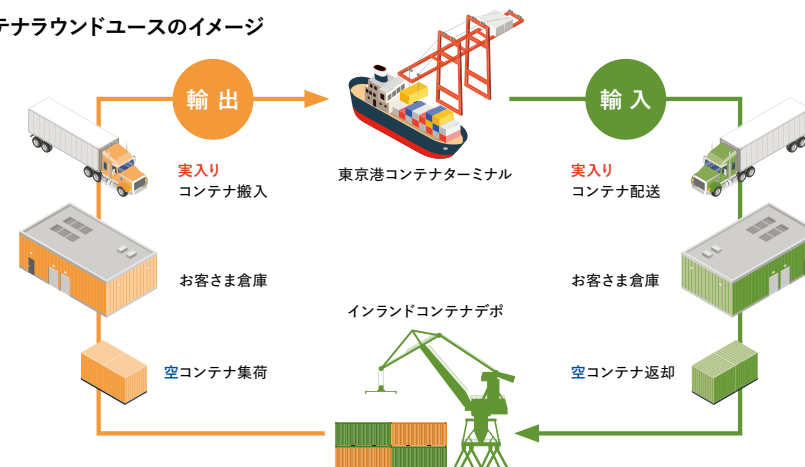 テナラウンドユースのイメージ
輸出
輸入
東京港コンテナターミナル
実入り
コンテナ搬入
実入り
コンテナ配送
お客さま倉庫
お客さま倉庫
インランドコンテナデポ
空コンテナ集荷
空コンテナ返却